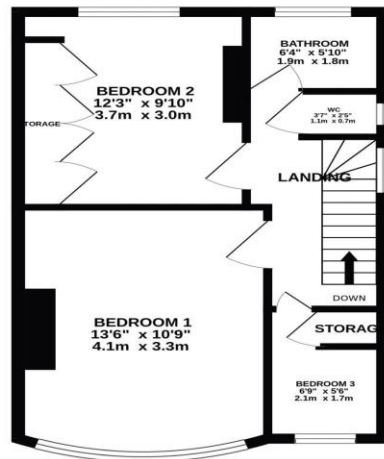 BATHROOM
6'4" x 5'10"
1.9m x 1.8m
BEDROOM 2
12'3" x 9'10"
3.7m x 3.0m
WC
3'7" x 2'5"
1.1m x 0.7m
TORAGE
LANDING
DOWN
BEDROOM 1
13'6" x 10'9"
4.1m x 3.3m
STORAG
BEDROOM 3
6'9" x 5'6"
2.1m x 1.7m